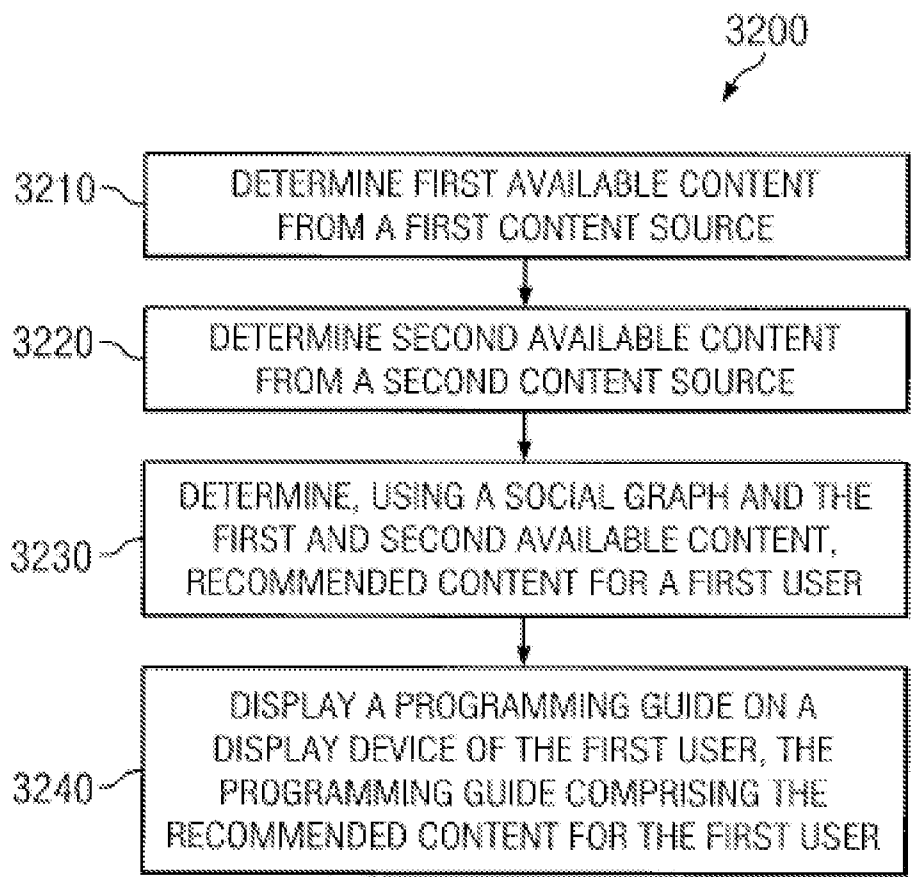 3200
3210
DETERMINE FIRST AVAILABLE CONTENT
FROM A FIRST CONTENT SOURCE
3220
DETERMINE SECOND AVAILABLE CONTENT
FROM A SECOND CONTENT SOURCE
3230
DETERMINE, USING A SOCIAL GRAPH AND THE
FIRST AND SECOND AVAILABLE CONTENT,
RECOMMENDED CONTENT FOR A FIRST USER
3240
DISPLAY A PROGRAMMING GUIDE ON A
DISPLAY DEVICE OF THE FIRST USER, THE
PROGRAMMING GUIDE COMPRISING THE
RECOMMENDED CONTENT FOR THE FIRST USER